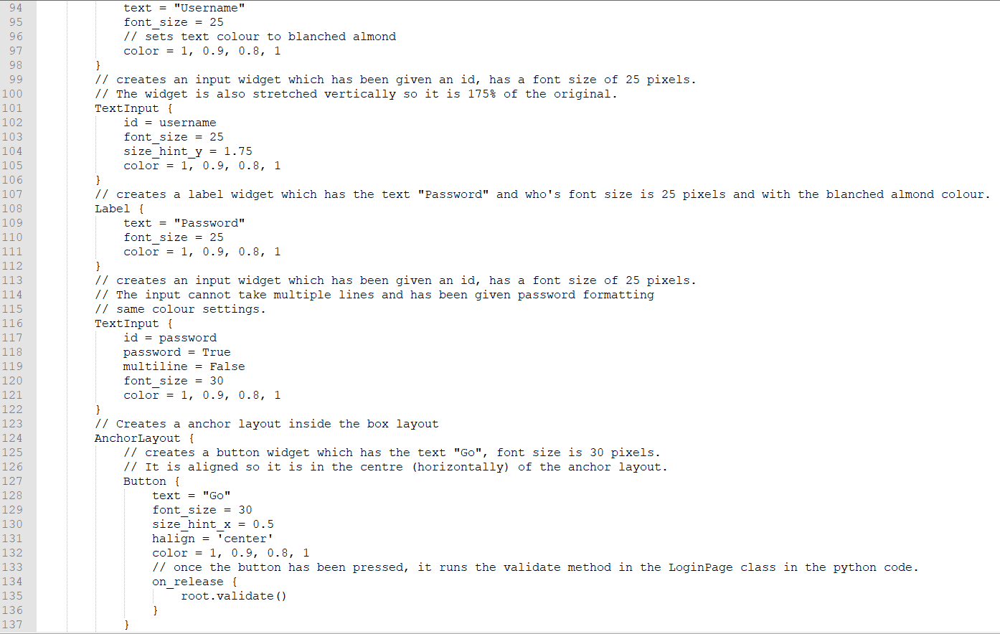 94 text = "Username"
95 font_size = 25
96 // sets text colour to blanched almond
97 color = 1, 0.9, 0.8, 1
98 }
99 // creates an input widget which has been given an id, has a font size of 25 pixels.
100 // The widget is also stretched vertically so it is 175% of the original.
101 TextInput {
102 id = username
103 font_size = 25
104 size_hint_y = 1.75
105 color = 1, 0.9, 0.8, 1
106 }
107 // creates a label widget which has the text "Password" and who's font size is 25 pixels and with the blanched almond colour.
108 Label {
109 text = "Password"
110 font_size = 25
111 color = 1, 0.9, 0.8, 1
112 }
113 // creates an input widget which has been given an id, has a font size of 25 pixels.
114 // The input cannot take multiple lines and has been given password formatting
115 // same colour settings.
116 TextInput {
117 id = password
118 password = True
119 multiline = False
120 font_size = 30
121 color = 1, 0.9, 0.8, 1
122 }
123 // Creates a anchor layout inside the box layout
124 AnchorLayout {
125 // creates a button widget which has the text "Go", font size is 30 pixels.
126 // It is aligned so it is in the centre (horizontally) of the anchor layout.
127 Button {
128 text = "Go"
129 font_size = 30
130 size_hint_x = 0.5
131 halign = 'center'
132 color = 1, 0.9, 0.8, 1
133 // once the button has been pressed, it runs the validate method in the LoginPage class in the python code.
134 on_release {
135 root.validate()
136 }
137 }